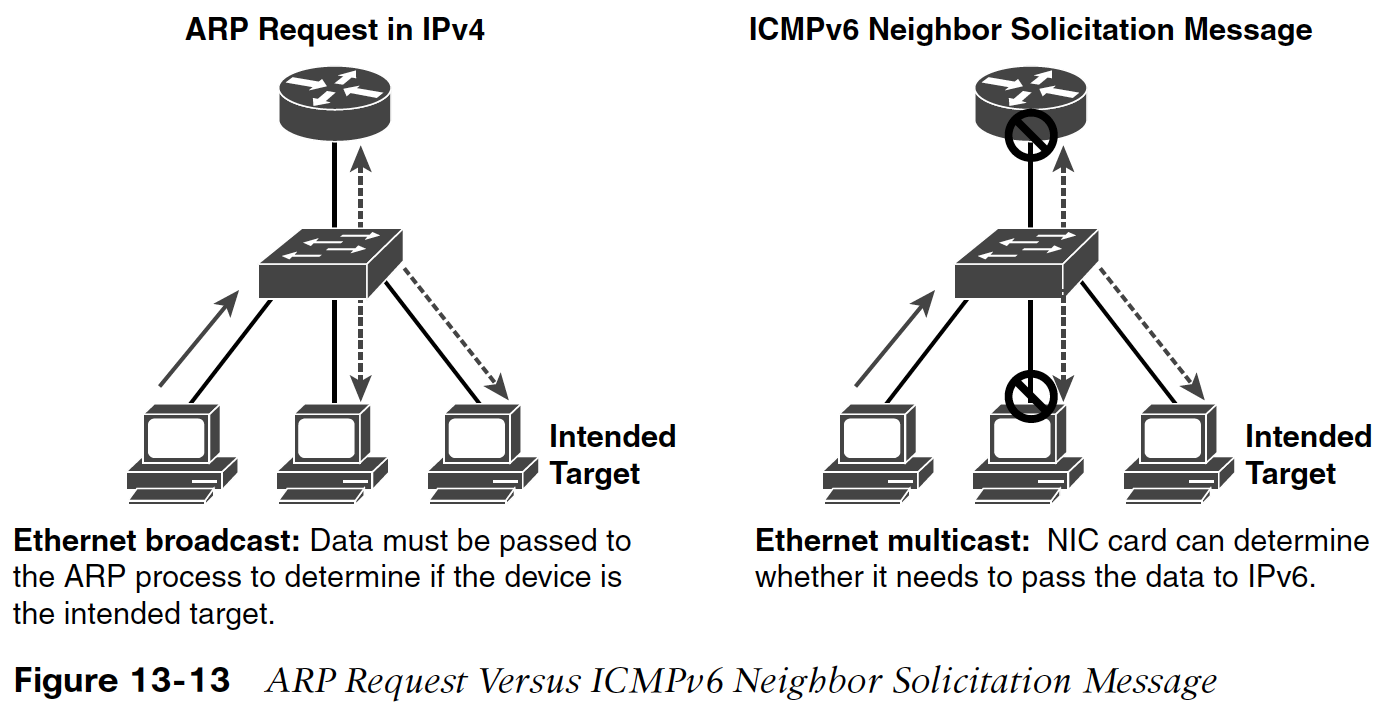 ARP Request in IPv4
ICMPv6 Neighbor Solicitation Message
Intended
Target
Intended
Target
Ethernet broadcast: Data must be passed to
the ARP process to determine if the device is
the intended target.
Ethernet multicast: NIC card can determine
whether it needs to pass the data to IPv6.
Figure 13-13 ARP Request Versus ICMPv6 Neighbor Solicitation Message